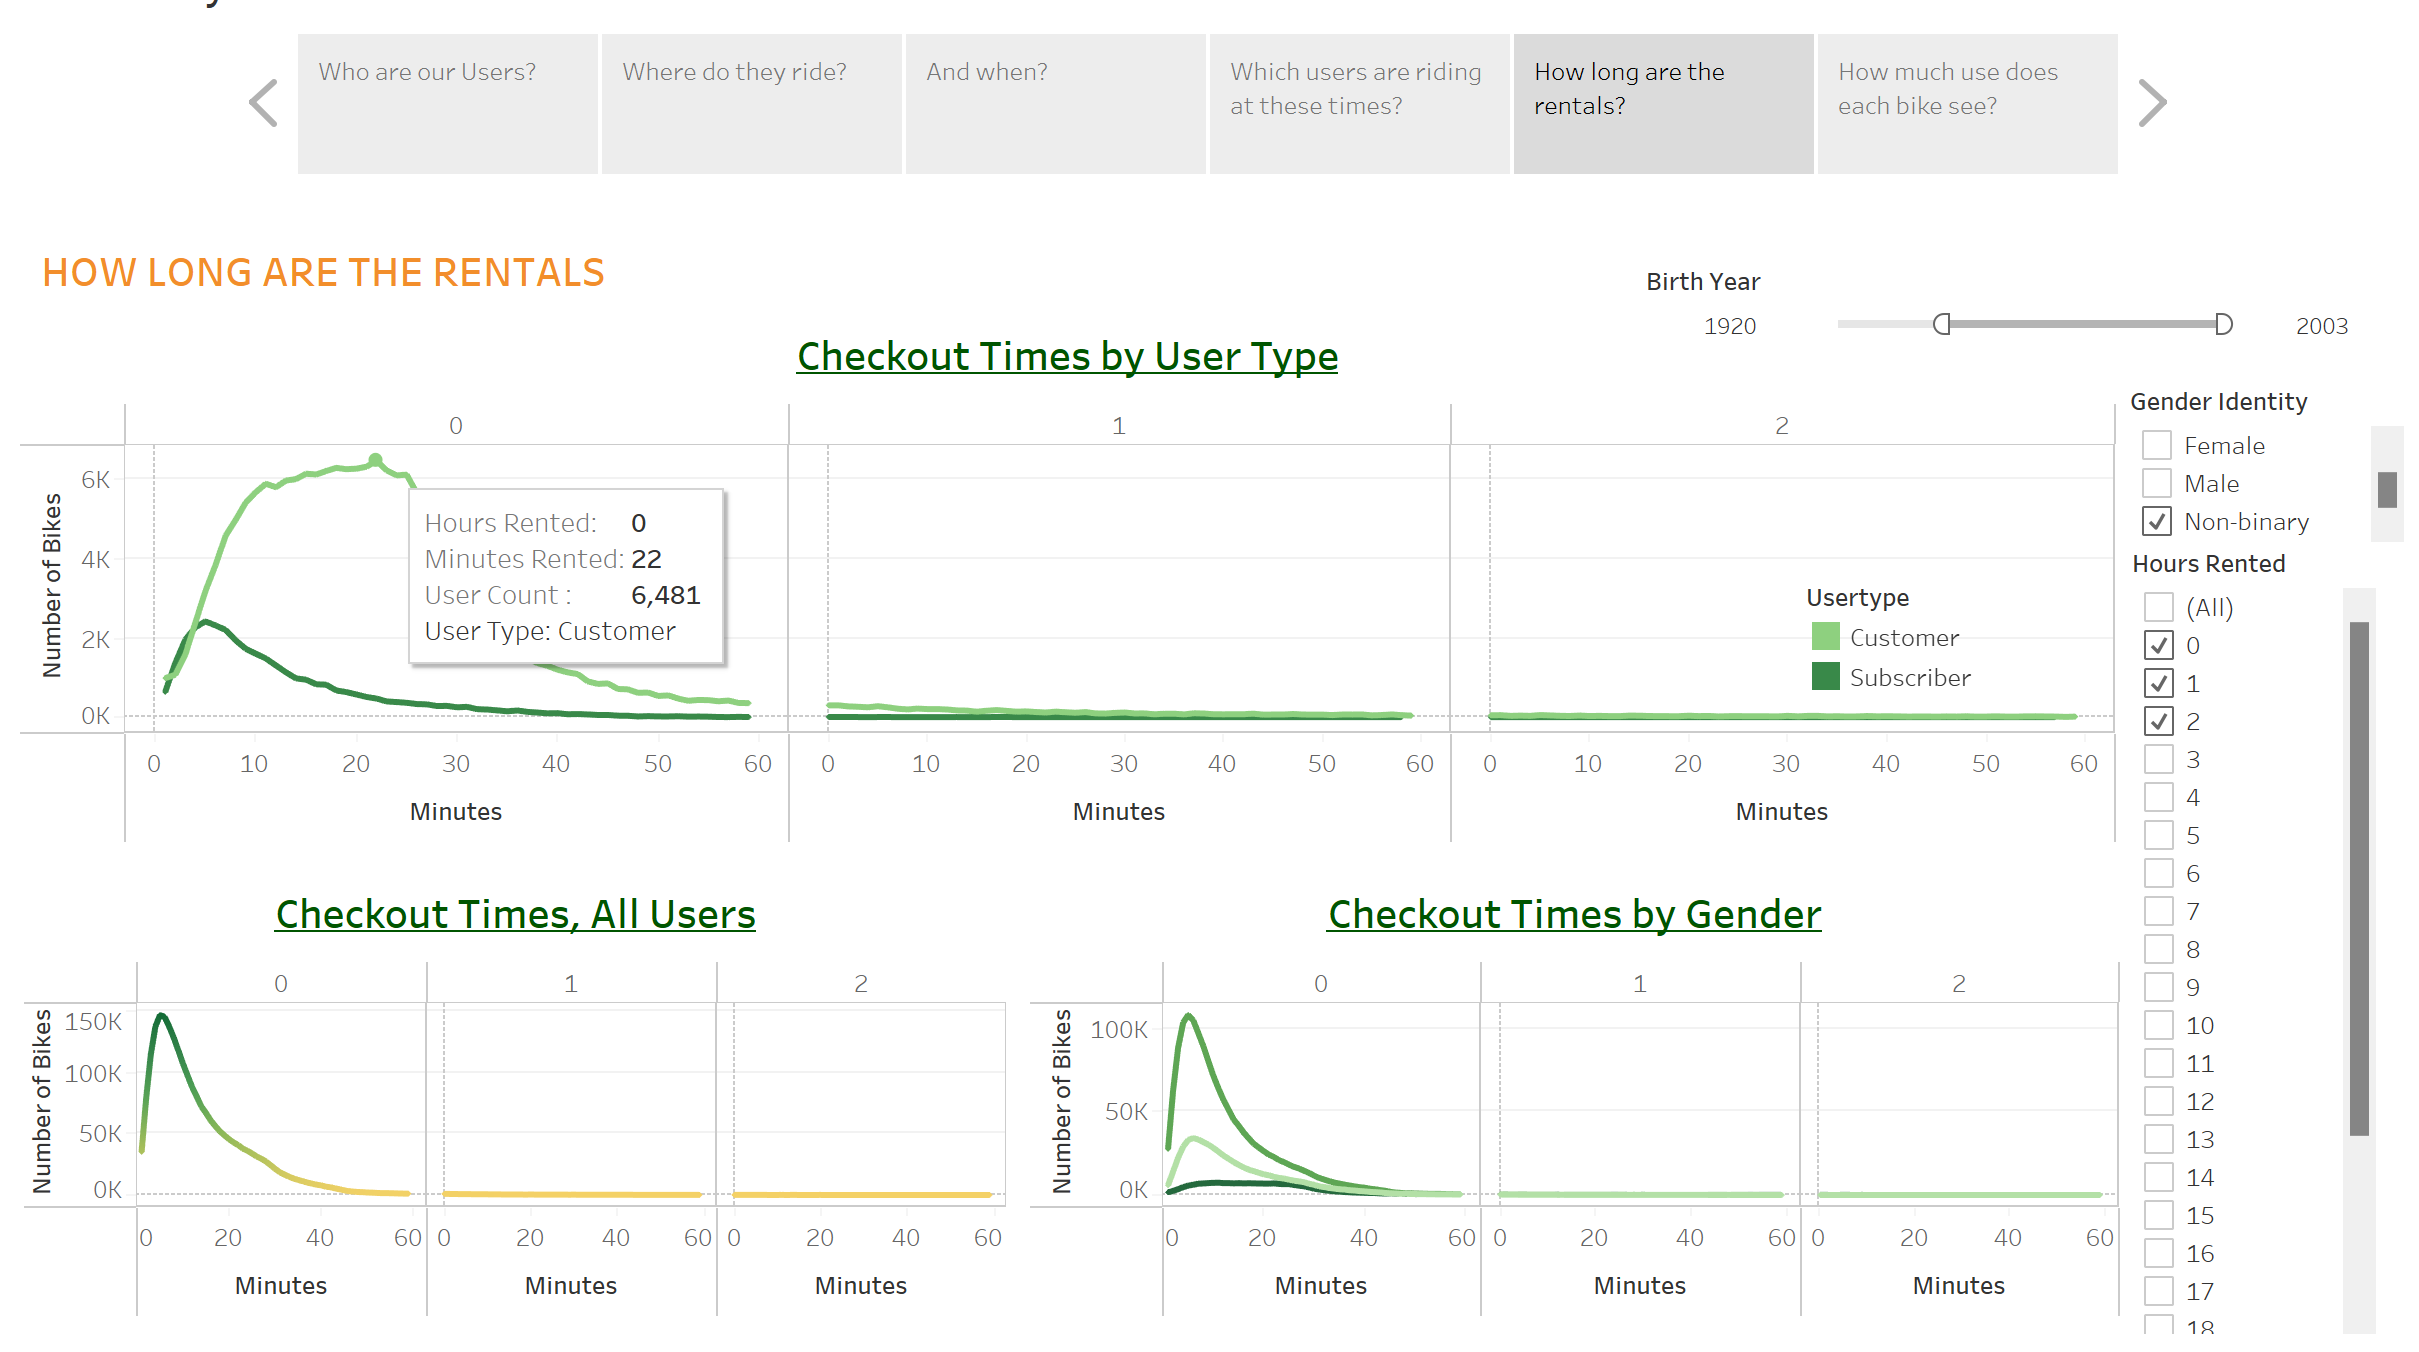 Who are our Users?
Where do they ride?
And when?
Which users are riding
at these times?
How long are the
rentals?
How much use does
each bike see?
HOW LONG ARE THE RENTALS
Birth Year
1920
2003
Checkout Times by User Type
0
1
2
Number of Bikes
6K
4K
2K
0K
Hours Rented: 0
Minutes Rented: 22
User Count : 6,481
User Type: Customer
Usertype
Customer
Subscriber
0 10 20 30 40 50 60
0 10 20 30 40 50 60
0 10 20 30 40 50 60
Minutes
Minutes
Minutes
Gender Identity
Female
Male
Non-binary
Hours Rented
(All)
0
1
2
3
4
5
6
7
8
9
10
11
12
13
14
15
16
17
18
Checkout Times, All Users
0
1
2
Number of Bikes
150K
100K
50K
0K
0 20 40 60
0 20 40 60
0 20 40 60
Minutes
Minutes
Minutes
Checkout Times by Gender
0
1
2
Number of Bikes
100K
50K
0K
0 20 40 60
0 20 40 60
0 20 40 60
Minutes
Minutes
Minutes